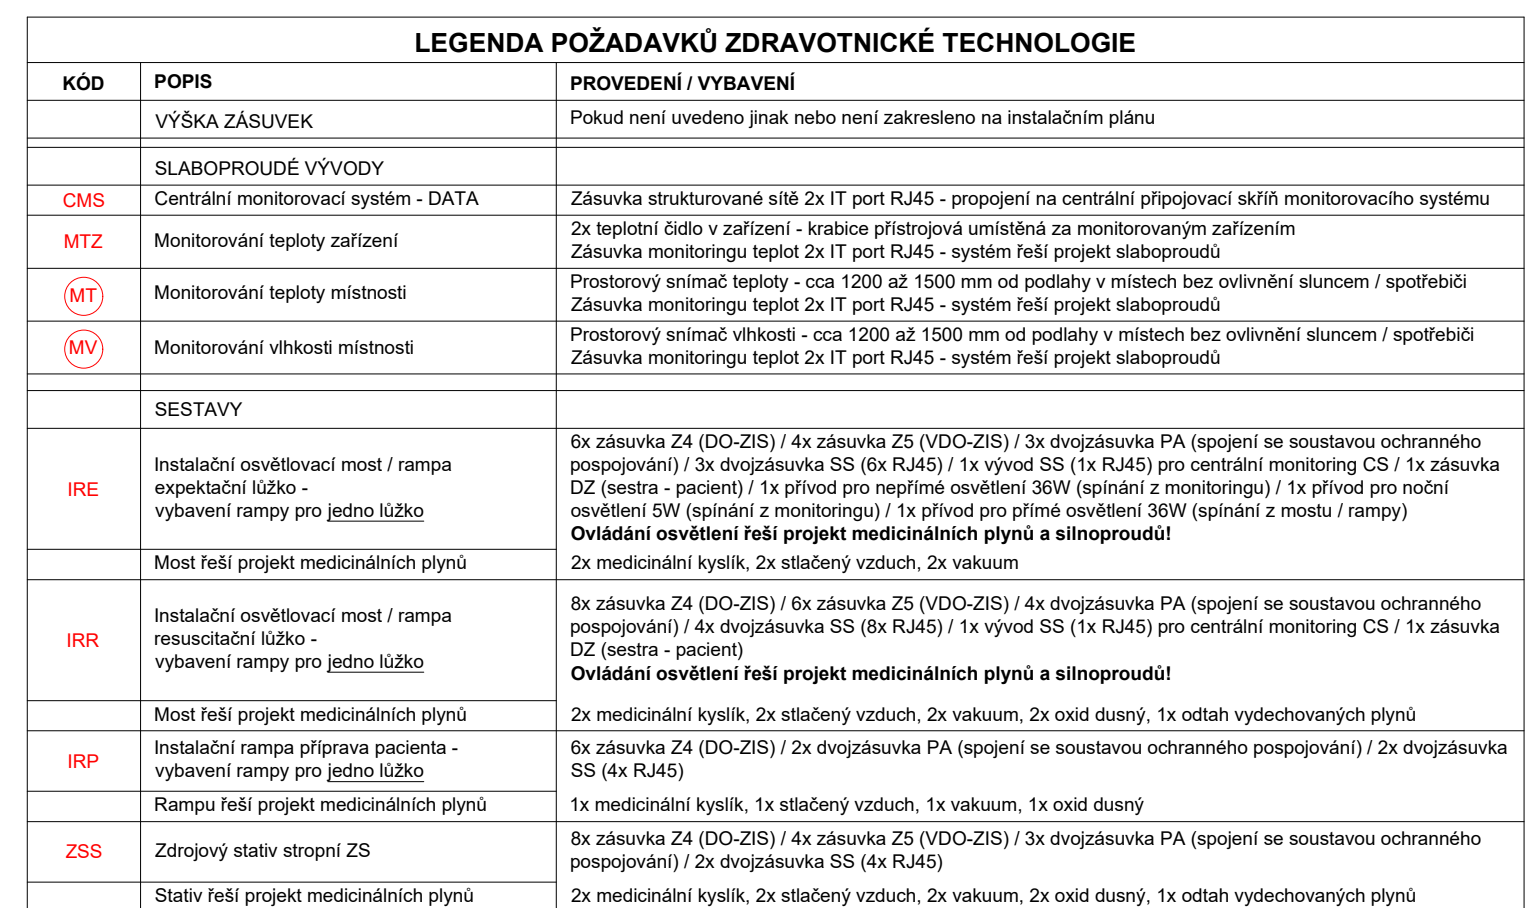 LEGENDA POŽADAVKŮ ZDRAVOTNICKÉ TECHNOLOGIE
KÓD POPIS PROVEDENÍ / VYBAVENÍ
VÝŠKA ZÁSUVEK Pokud není uvedeno jinak nebo není zakresleno na instalačním plánu
SLABOPROUDÉ VÝVODY
CMS Centrální monitorovací systém - DATA Zásuvka strukturované sítě 2x IT port RJ45 - propojení na centrální připojovací skříň monitorovacího systému
MTZ Monitorování teploty zařízení
2x teplotní čidlo v zařízení - krabice přístrojová umístěná za monitorovaným zařízením
Zásuvka monitoringu teplot 2x IT port RJ45 - systém řeší projekt slaboproudů
MT Monitorování teploty místnosti
Prostorový snímač teploty - cca 1200 až 1500 mm od podlahy v místech bez ovlivnění sluncem / spotřebiči
Zásuvka monitoringu teplot 2x IT port RJ45 - systém řeší projekt slaboproudů
MV Monitorování vlhkosti místnosti
Prostorový snímač vlhkosti - cca 1200 až 1500 mm od podlahy v místech bez ovlivnění sluncem / spotřebiči
Zásuvka monitoringu teplot 2x IT port RJ45 - systém řeší projekt slaboproudů
SESTAVY
IRE
Instalační osvětlovací most / rampa
expektační lůžko -
vybavení rampy pro jedno lůžko
6x zásuvka Z4 (DO-ZIS) / 4x zásuvka Z5 (VDO-ZIS) / 3x dvojzásuvka PA (spojení se soustavou ochranného
pospojování) / 3x dvojzásuvka SS (6x RJ45) / 1x vývod SS (1x RJ45) pro centrální monitoring CS / 1x zásuvka
DZ (sestra - pacient) / 1x přívod pro nepřímé osvětlení 36W (spínání z monitoringu) / 1x přívod pro noční
osvětlení 5W (spínání z monitoringu) / 1x přívod pro přímé osvětlení 36W (spínání z mostu / rampy)
Ovládání osvětlení řeší projekt medicinálních plynů a silnoproudů!
Most řeší projekt medicinálních plynů 2x medicinální kyslík, 2x stlačený vzduch, 2x vakuum
IRR
Instalační osvětlovací most / rampa
resuscitační lůžko -
vybavení rampy pro jedno lůžko
8x zásuvka Z4 (DO-ZIS) / 6x zásuvka Z5 (VDO-ZIS) / 4x dvojzásuvka PA (spojení se soustavou ochranného
pospojování) / 4x dvojzásuvka SS (8x RJ45) / 1x vývod SS (1x RJ45) pro centrální monitoring CS / 1x zásuvka
DZ (sestra - pacient)
Ovládání osvětlení řeší projekt medicinálních plynů a silnoproudů!
Most řeší projekt medicinálních plynů 2x medicinální kyslík, 2x stlačený vzduch, 2x vakuum, 2x oxid dusný, 1x odtah vydechovaných plynů
IRP
Instalační rampa příprava pacienta -
vybavení rampy pro jedno lůžko
6x zásuvka Z4 (DO-ZIS) / 2x dvojzásuvka PA (spojení se soustavou ochranného pospojování) / 2x dvojzásuvka
SS (4x RJ45)
Rampu řeší projekt medicinálních plynů 1x medicinální kyslík, 1x stlačený vzduch, 1x vakuum, 1x oxid dusný
ZSS Zdrojový stativ stropní ZS
8x zásuvka Z4 (DO-ZIS) / 4x zásuvka Z5 (VDO-ZIS) / 3x dvojzásuvka PA (spojení se soustavou ochranného
pospojování) / 2x dvojzásuvka SS (4x RJ45)
Stativ řeší projekt medicinálních plynů 2x medicinální kyslík, 2x stlačený vzduch, 2x vakuum, 2x oxid dusný, 1x odtah vydechovaných plynů